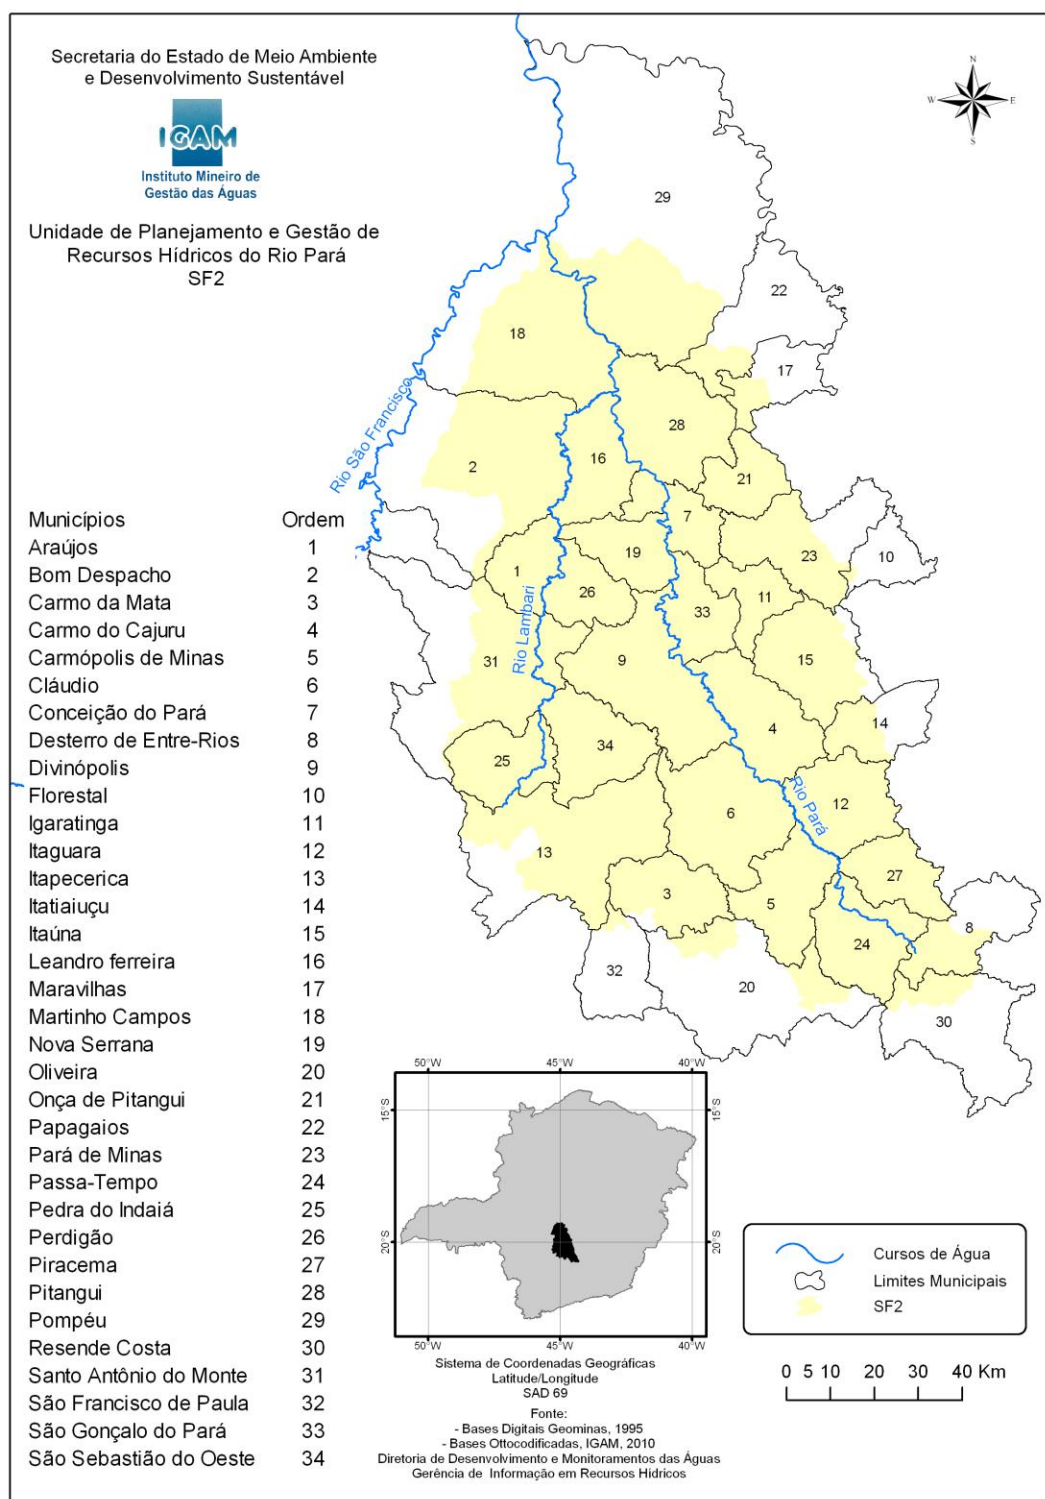 Secretaria do Estado de Meio Ambiente
e Desenvolvimento Sustentável
IGAM
Instituto Mineiro de
Gestão das Águas
Unidade de Planejamento e Gestão de
Recursos Hídricos do Rio Pará
SF2
N
W E
S
29
22
18
17
Rio São Francisco
28
2
16
21
7
23
10
19
1
26
11
33
Rio Lambari
31
9
15
14
4
34
25
Rio Pará
12
6
13
27
3
5
8
24
32
20
30
Municípios Ordem
Araújos 1
Bom Despacho 2
Carmo da Mata 3
Carmo do Cajuru 4
Carmópolis de Minas 5
Cláudio 6
Conceição do Pará 7
Desterro de Entre-Rios 8
Divinópolis 9
Florestal 10
Igaratinga 11
Itaguara 12
Itapecerica 13
Itatiaiuçu 14
Itaúna 15
Leandro ferreira 16
Maravilhas 17
Martinho Campos 18
Nova Serrana 19
Oliveira 20
Onça de Pitangui 21
Papagaios 22
Pará de Minas 23
Passa-Tempo 24
Pedra do Indaiá 25
Perdigão 26
Piracema 27
Pitangui 28
Pompéu 29
Resende Costa 30
Santo Antônio do Monte 31
São Francisco de Paula 32
São Gonçalo do Pará 33
São Sebastião do Oeste 34
50°W 45°W 40°W
15°S 15°S
20°S 20°S
50°W 45°W 40°W
Sistema de Coordenadas Geográficas
Latitude/Longitude
SAD 69
Fonte:
- Bases Digitais Geominas, 1995
- Bases Ottocodificadas, IGAM, 2010
Diretoria de Desenvolvimento e Monitoramentos das Águas
Gerência de Informação em Recursos Hídricos
Cursos de Água
Limites Municipais
SF2
0 5 10 20 30 40 Km